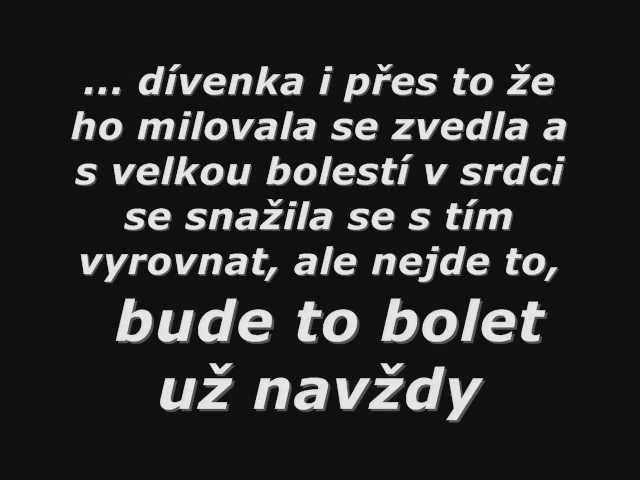 ... dívenka i přes to že
ho milovala se zvedla a
s velkou bolestí v srdci
se snažila se s tím
vyrovnat, ale nejde to,
bude to bolet
už navždy